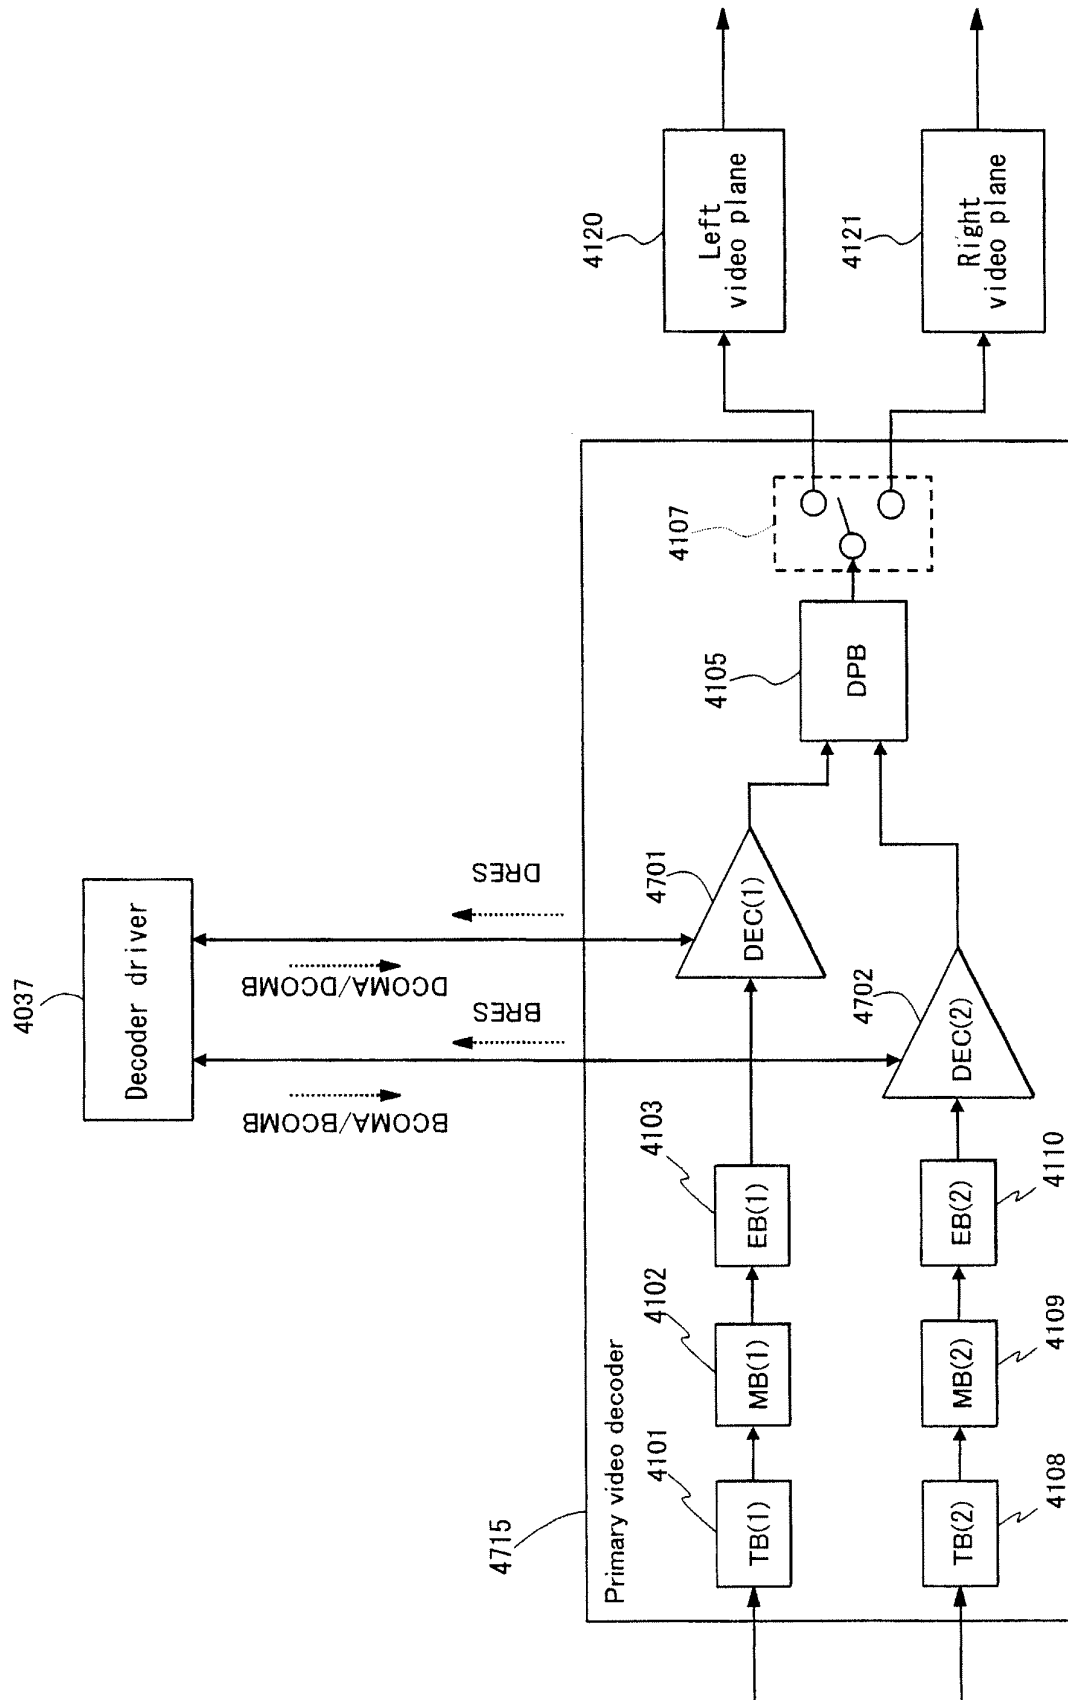 4037
Decoder driver
BCOMA/BCOMB
BRES
DCOMA/DCOMB
DRES
4715
Primary video decoder
4101
TB(1)
4102
MB(1)
4103
EB(1)
4701
DEC(1)
4105
DPB
4107
4120
Left
video plane
4108
TB(2)
4109
MB(2)
4110
EB(2)
4702
DEC(2)
4121
Right
video plane